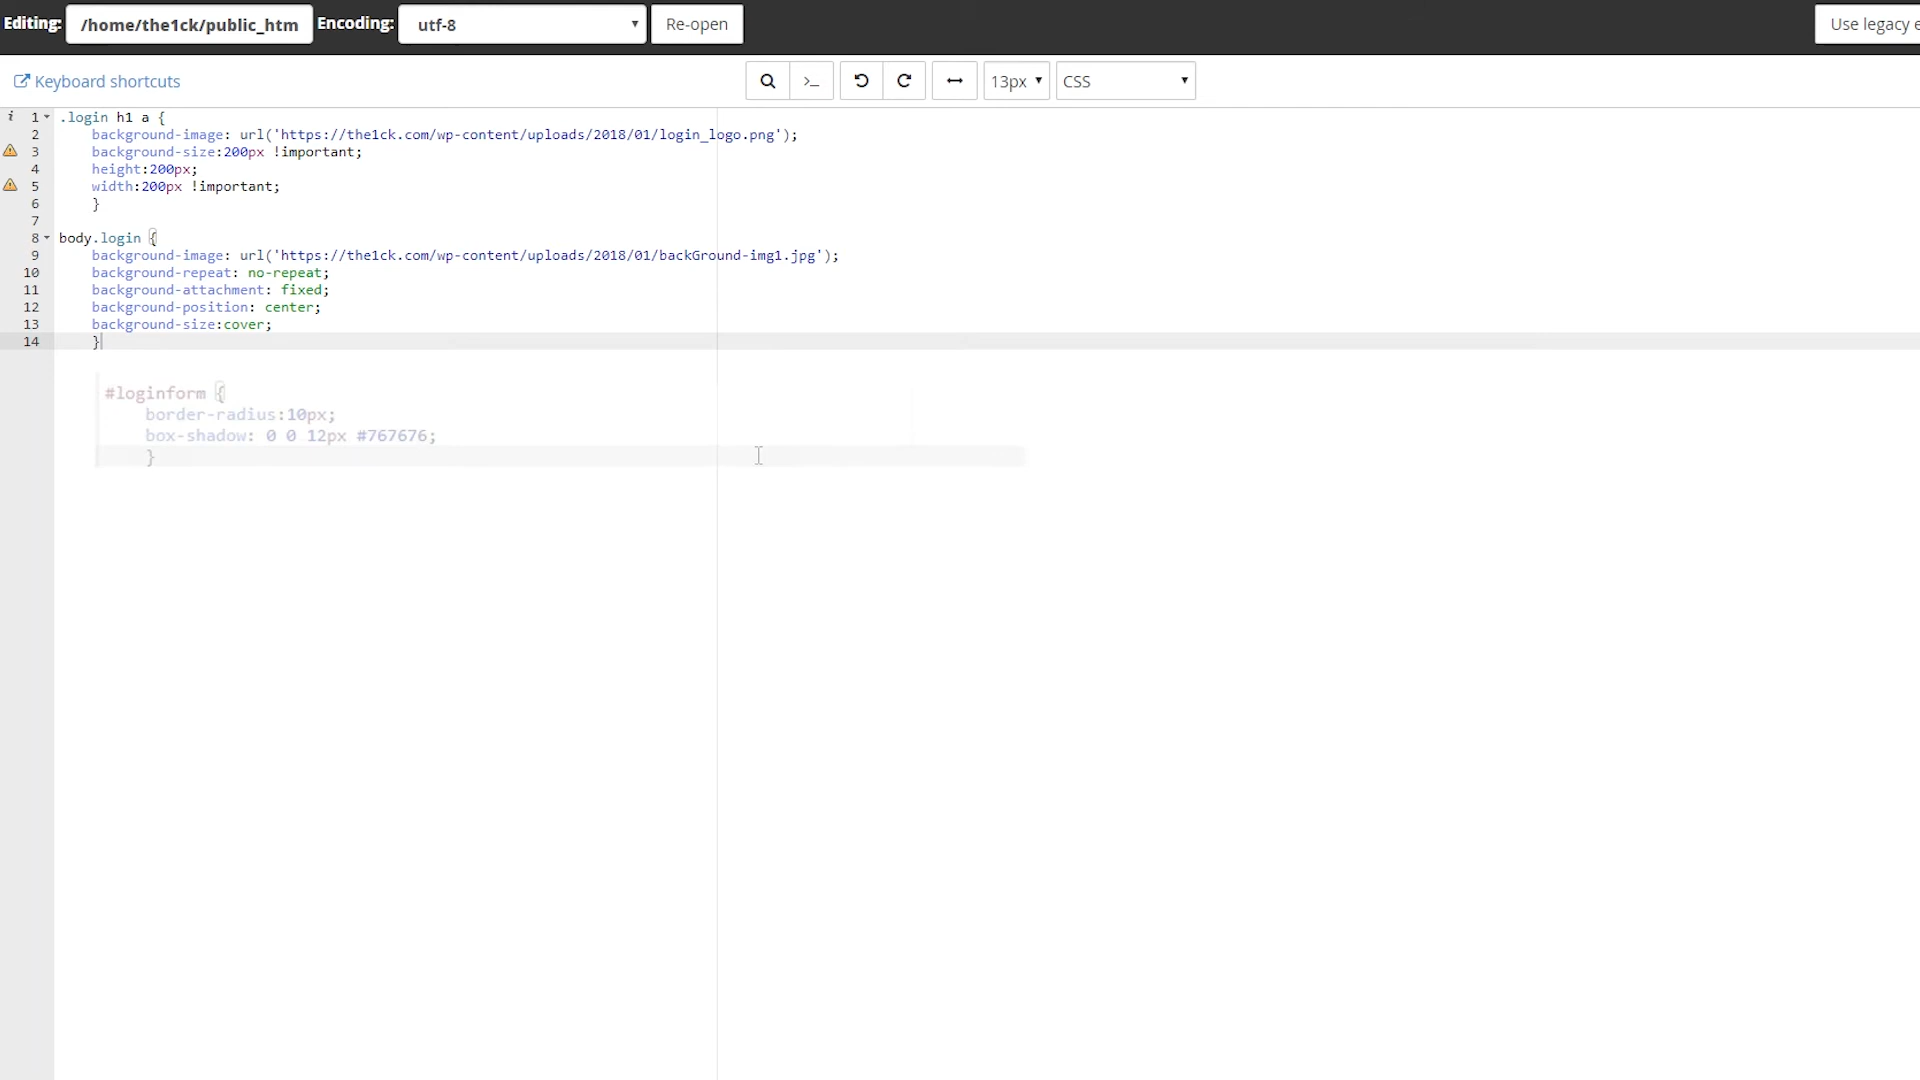 Editing: /home/the1ck/public_htm Encoding: utf-8 Re-open Use legacy e
Keyboard shortcuts 13px CSS
i 1 .login h1 a {
2 background-image: url('https://the1ck.com/wp-content/uploads/2018/01/login_logo.png');
3 background-size:200px !important;
4 height:200px;
5 width:200px !important;
6 }
7
8 body.login {
9 background-image: url('https://the1ck.com/wp-content/uploads/2018/01/backGround-img1.jpg');
10 background-repeat: no-repeat;
11 background-attachment: fixed;
12 background-position: center;
13 background-size:cover;
14 }
#loginform {
border-radius:10px;
box-shadow: 0 0 12px #767676;
}